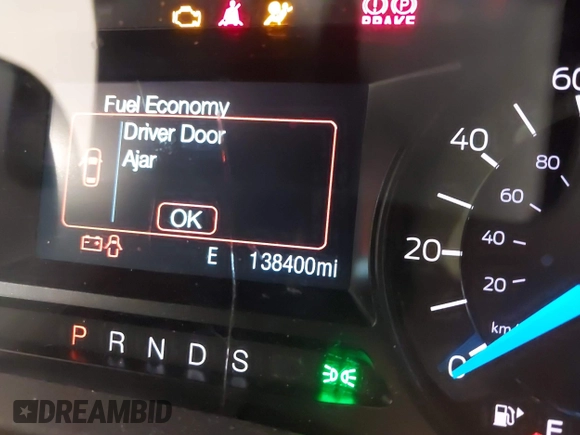 BRAKE
Fuel Economy
Driver Door
Ajar
OK
E 138400mi
P R N D S
60
40
20
0
80
60
40
20
km/
E
DREAMBID